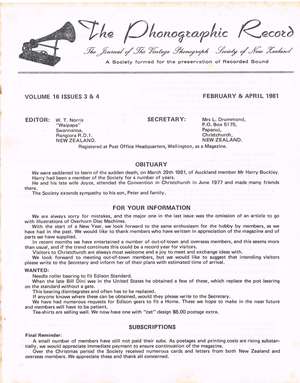 The Phonographic Record
The Journal of The Vintage Phonograph Society of New Zealand
A Society formed for the preservation of Recorded Sound
VOLUME 16 ISSUES 3 & 4 FEBRUARY & APRIL 1981
EDITOR: W. T. Norris SECRETARY: Mrs L. Drummond,
"Waipapa" P.O. Box 5175,
Swannanoa, Papanui,
Rangiora R.D.1. Christchurch,
NEW ZEALAND. NEW ZEALAND.
Registered at Post Office Headquarters, Wellington, as a Magazine.
OBITUARY
We were saddened to learn of the sudden death, on March 29th 1981, of Auckland member Mr Harry Bockley.
Harry had been a member of the Society for a number of years.
He and his late wife Joyce, attended the Convention in Christchurch in June 1977 and made many friends
there.
The Society extends sympathy to his son, Peter and family.
FOR YOUR INFORMATION
We are always sorry for mistakes, and the major one in the last issue was the omission of an article to go
with illustrations of Deerhurn Disc Machines.
With the start of a New Year, we look forward to the same enthusiasm for the hobby by members, as we
have had in the past. We would like to thank members who have written in appreciation of the magazine and of
parts we have supplied.
In recent months we have entertained a number of out-of-town and overseas members, and this seems more
than usual, and if the trend continues this could be a record year for visitors.
Visitors to Christchurch are always most welcome and a joy to meet and exchange ideas with.
We look forward to meeting out-of-town members, but we would like to suggest that intending visitors
please write to the Secretary and inform her of their plans with estimated time of arrival.
WANTED:
Needle roller bearing to fit Edison Standard.
When the late Bill Dini was in the United States he obtained a few of these, which replace the pot bearing
on the standard without a gate.
This bearing disintegrates and often has to be replaced.
If anyone knows where these can be obtained, would they please write to the Secretary.
We have had numerous requests for Edison gates to fit a Home. These we hope to make in the near future
and members will have to be patient.
Tee-shirts are selling well. We now have one with "cat" design $6.00 postage extra.
SUBSCRIPTIONS
Final Reminder:
A small number of members have still not paid their subs. As postages and printing costs are rising substan-
tially, we would appreciate immediate payment to ensure continuation of the magazine.
Over the Christmas period the Society received numerous cards and letters from both New Zealand and
overseas members. We appreciate these and thank all concerned.